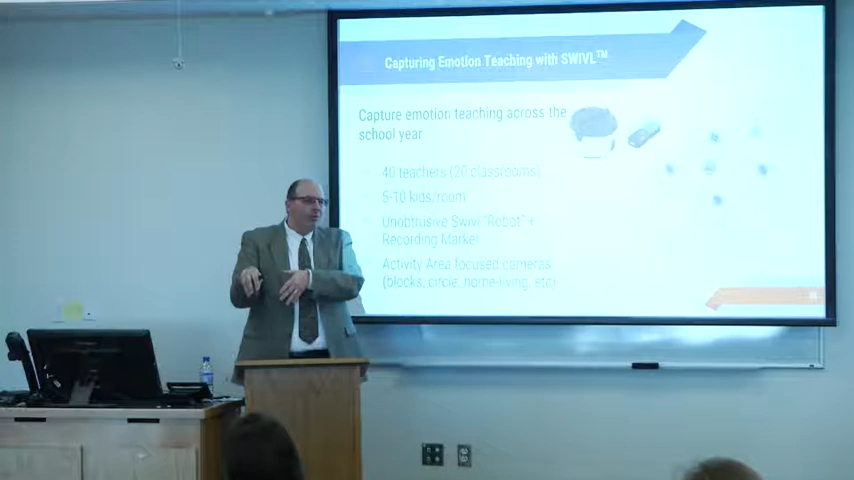 Capturing Emotion Teaching with SWIVL™
Capture emotion teaching across the
school year
40 teachers (20 classrooms)
5-10 kids/room
Unobtrusive Swivl "Robot" +
Recording Marker
Activity Area focused cameras
(blocks, circle, home-living, etc)